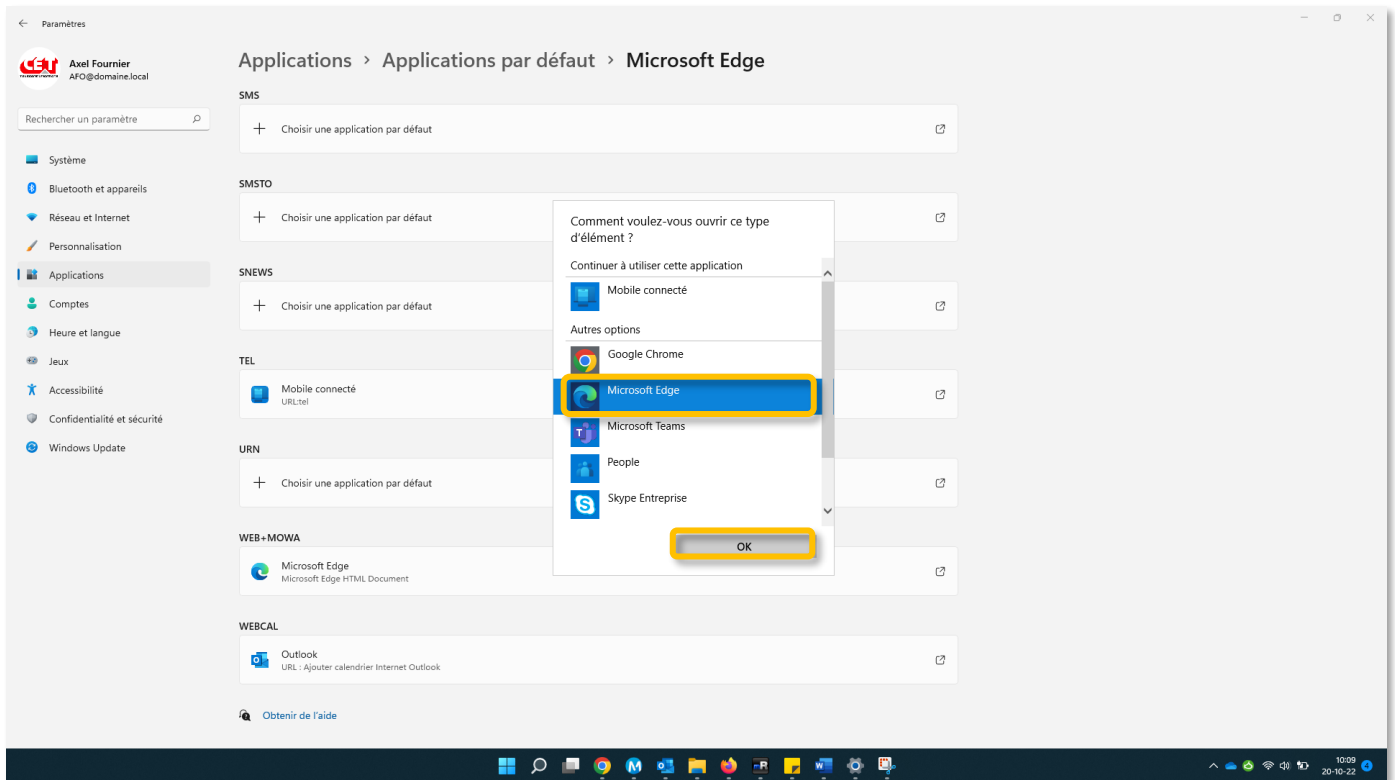 Paramètres
CET
Axel Fournier
AFO@domaine.local
Rechercher un paramètre
Système
Bluetooth et appareils
Réseau et Internet
Personnalisation
Applications
Comptes
Heure et langue
Jeux
Accessibilité
Confidentialité et sécurité
Windows Update
Applications > Applications par défaut > Microsoft Edge
SMS
Choisir une application par défaut
SMSTO
Choisir une application par défaut
SNEWS
Choisir une application par défaut
TEL
Mobile connecté
URL:tel
URN
Choisir une application par défaut
WEB+MOWA
Microsoft Edge
Microsoft Edge HTML Document
WEBCAL
Outlook
URL : Ajouter calendrier Internet Outlook
Obtenir de l'aide
Comment voulez-vous ouvrir ce type
d'élément ?
Continuer à utiliser cette application
Mobile connecté
Autres options
Google Chrome
Microsoft Edge
Microsoft Teams
People
Skype Entreprise
OK
10:09
20-10-22
4